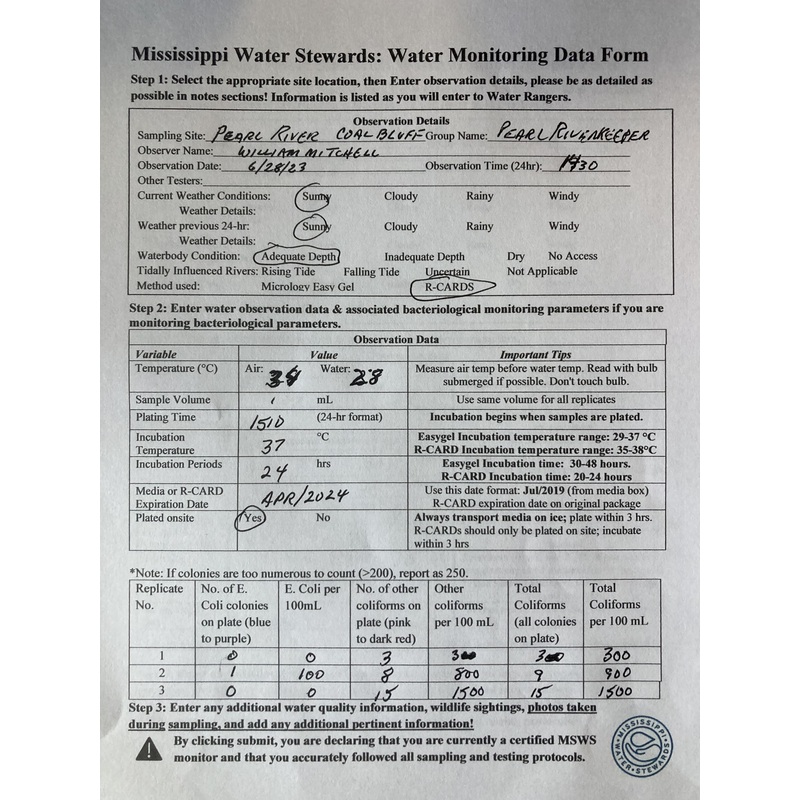 Mississippi Water Stewards: Water Monitoring Data Form
Step 1: Select the appropriate site location, then Enter observation details, please be as detailed as
possible in notes sections! Information is listed as you will enter to Water Rangers.
Observation Details
Sampling Site: PEARL RIVER COAL BLUFF Group Name: PEARL RIVERKEEPER
Observer Name: WILLIAM MITCHELL
Observation Date: 6/28/23 Observation Time (24hr):
Other Testers:
Current Weather Conditions: Sunny Cloudy Rainy Windy
Weather Details:
Weather previous 24-hr: Sunny Cloudy Rainy Windy
Weather Details:
Waterbody Condition: Adequate Depth Inadequate Depth Dry No Access
Tidally Influenced Rivers: Rising Tide Falling Tide Uncertain Not Applicable
Method used: Micrology Easy Gel R-CARDS
Step 2: Enter water observation data & associated bacteriological monitoring parameters if you are
monitoring bacteriological parameters.
Observation Data
Variable Value Important Tips
Temperature (°C) Air: Water: 28 Measure air temp before water temp. Read with bulb
submerged if possible. Don't touch bulb.
Sample Volume 1 mL Use same volume for all replicates
Plating Time 1510 (24-hr format) Incubation begins when samples are plated.
Incubation
Temperature 37 °C Easygel Incubation temperature range: 29-37 °C
R-CARD Incubation temperature range: 35-38°C
Incubation Periods 24 hrs Easygel Incubation time: 30-48 hours.
R-CARD Incubation time: 20-24 hours
Media or R-CARD
Expiration Date APR/2024 Use this date format: Jul/2019 (from media box)
R-CARD expiration date on original package
Plated onsite Yes No Always transport media on ice; plate within 3 hrs.
R-CARDs should only be plated on site; incubate
within 3 hrs
*Note: If colonies are too numerous to count (>200), report as 250.
Replicate No. No. of E. Coli colonies on plate (blue to purple) E. Coli per 100mL No. of other coliforms on plate (pink to dark red) Other coliforms per 100 mL Total Coliforms (all colonies on plate) Total Coliforms per 100 mL
1 0 0 3 300 3 300
2 1 100 8 800 9 900
3 0 0 15 1500 15 1500
Step 3: Enter any additional water quality information, wildlife sightings, photos taken
during sampling, and add any additional pertinent information!
By clicking submit, you are declaring that you are currently a certified MSWS
monitor and that you accurately followed all sampling and testing protocols.
MISSISSIPPI WATER STEWARDS